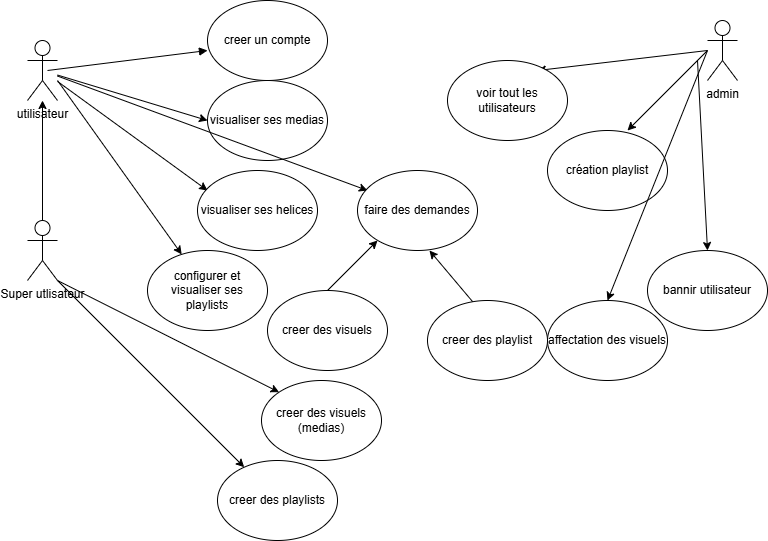 creer un compte
utilisateur
visualiser ses medias
voir tout les
utilisateurs
admin
création playlist
visualiser ses helices
faire des demandes
Super utlisateur
configurer et
visualiser ses
playlists
bannir utilisateur
creer des visuels
creer des playlist
affectation des visuels
creer des visuels
(medias)
creer des playlists